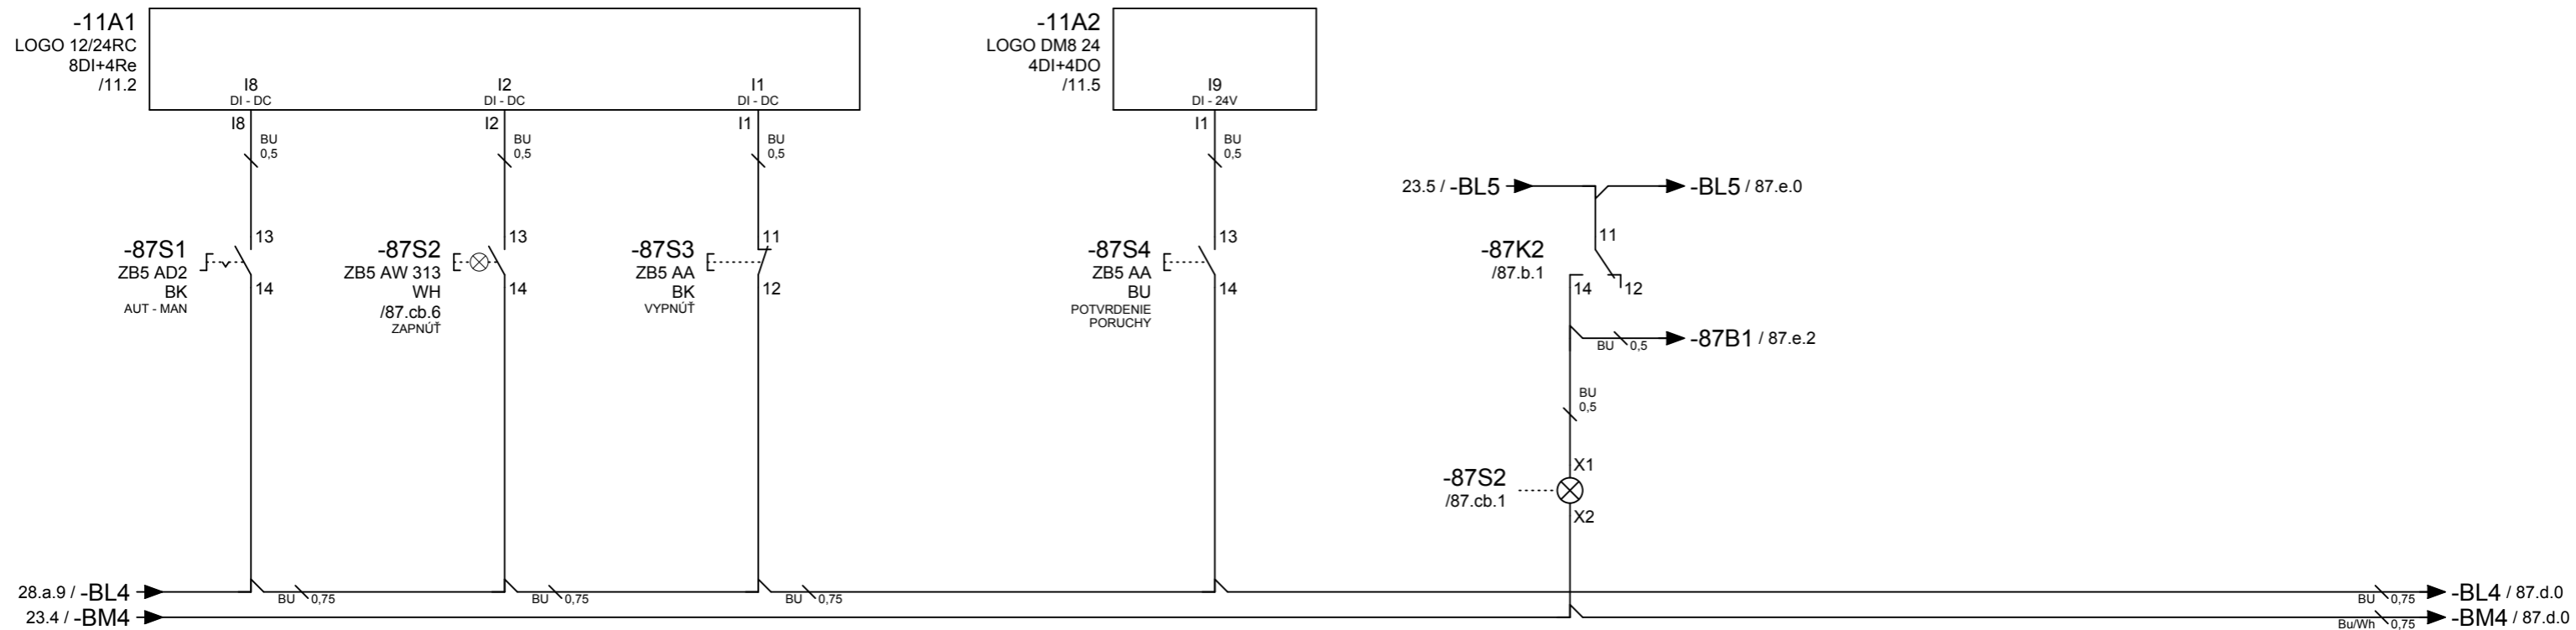 -11A1
LOGO 12/24RC
8DI+4Re
/11.2
I8
DI - DC
I2
DI - DC
I1
DI - DC
I8
I2
I1
BU
0,5
BU
0,5
BU
0,5
-11A2
LOGO DM8 24
4DI+4DO
/11.5
I9
DI - 24V
I1
BU
0,5
-87S1
ZB5 AD2
BK
AUT - MAN
13
14
-87S2
ZB5 AW 313
WH
/87.cb.6
ZAPNÚŤ
13
14
-87S3
ZB5 AA
BK
VYPNÚŤ
11
12
-87S4
ZB5 AA
BU
POTVRDENIE
PORUCHY
13
14
23.5 / -BL5
-BL5 / 87.e.0
-87K2
/87.b.1
11
14
12
BU 0,5
-87B1 / 87.e.2
BU
0,5
-87S2
/87.cb.1
X1
X2
28.a.9 / -BL4
BU 0,75
BU 0,75
BU 0,75
BU 0,75
-BL4 / 87.d.0
23.4 / -BM4
Bu/Wh 0,75
-BM4 / 87.d.0